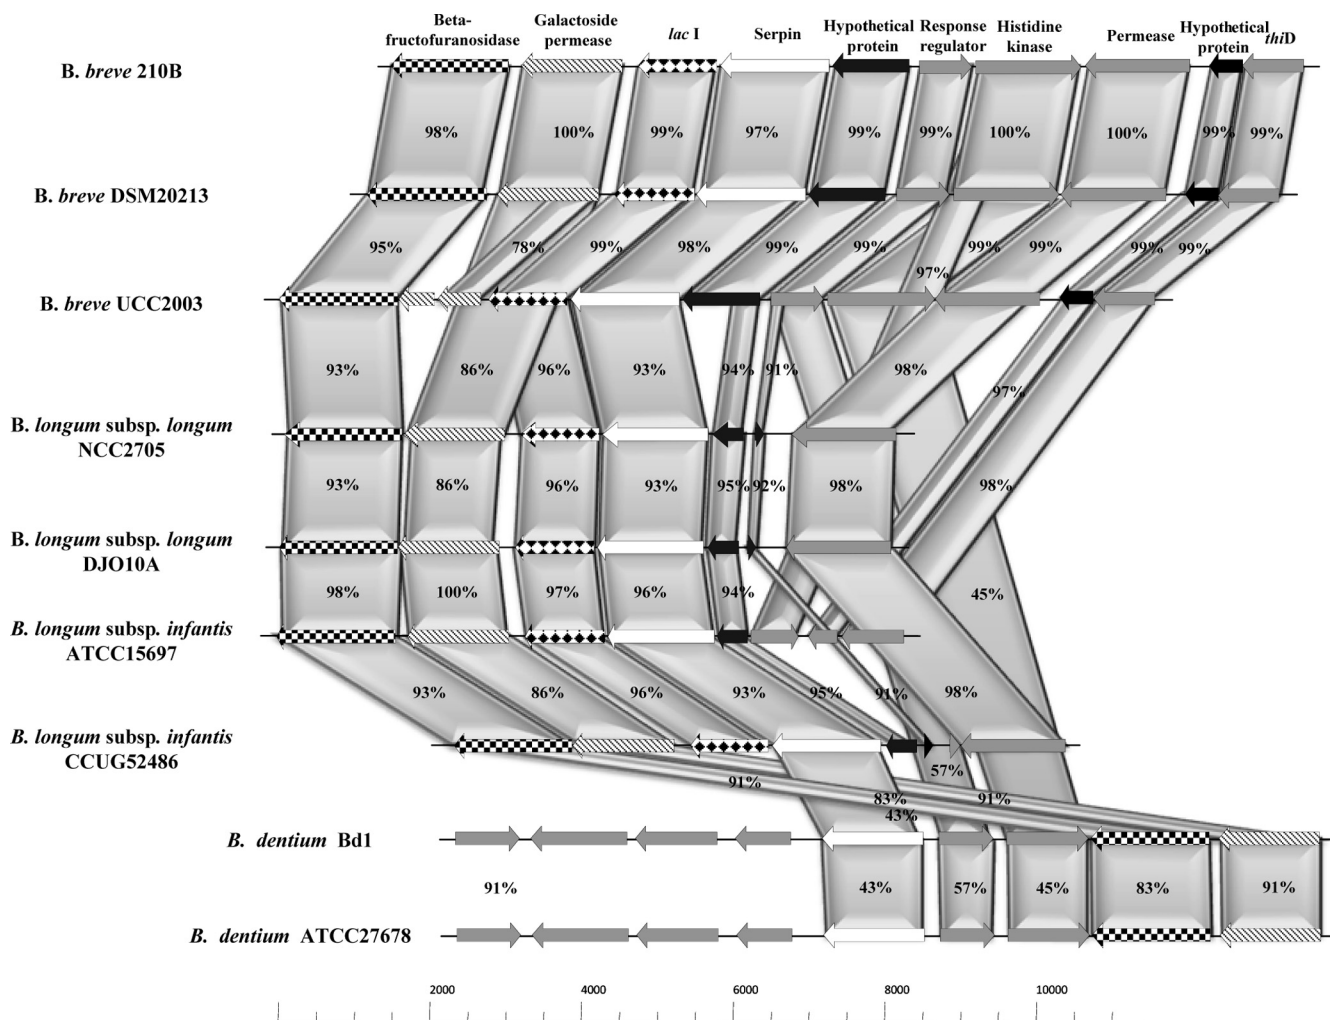 Beta-
fructofuranosidase
Galactoside
permease
lac I
Serpin
Hypothetical
protein
Response
regulator
Histidine
kinase
Permease
Hypothetical
protein
thiD
B. breve 210B
98% 100% 99% 97% 99% 99% 100% 100% 99% 99%
B. breve DSM20213
95% 78% 99% 98% 99% 99% 97% 99% 99% 99% 99%
B. breve UCC2003
93% 86% 96% 93% 94% 91% 98% 97%
B. longum subsp. longum
NCC2705
93% 86% 96% 93% 95% 92% 98% 98%
B. longum subsp. longum
DJO10A
98% 100% 97% 96% 94% 45%
B. longum subsp. infantis
ATCC15697
93% 86% 96% 93% 95% 91% 98%
B. longum subsp. infantis
CCUG52486
91% 83% 43% 57% 91%
B. dentium Bd1
91% 43% 57% 45% 83% 91%
B. dentium ATCC27678
2000 4000 6000 8000 10000